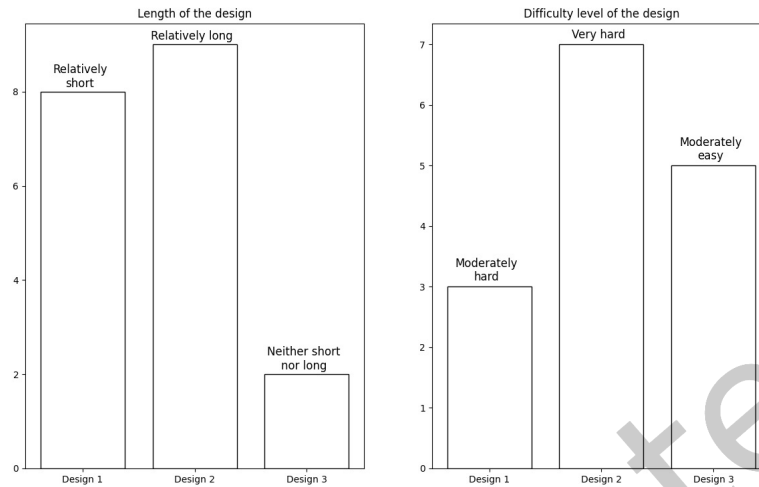 Length of the design
Relatively
short
Relatively long
Neither short
nor long
8
6
4
2
0
Design 1
Design 2
Design 3
Difficulty level of the design
Moderately
hard
Very hard
Moderately
easy
7
6
5
4
3
2
1
0
Design 1
Design 2
Design 3
te